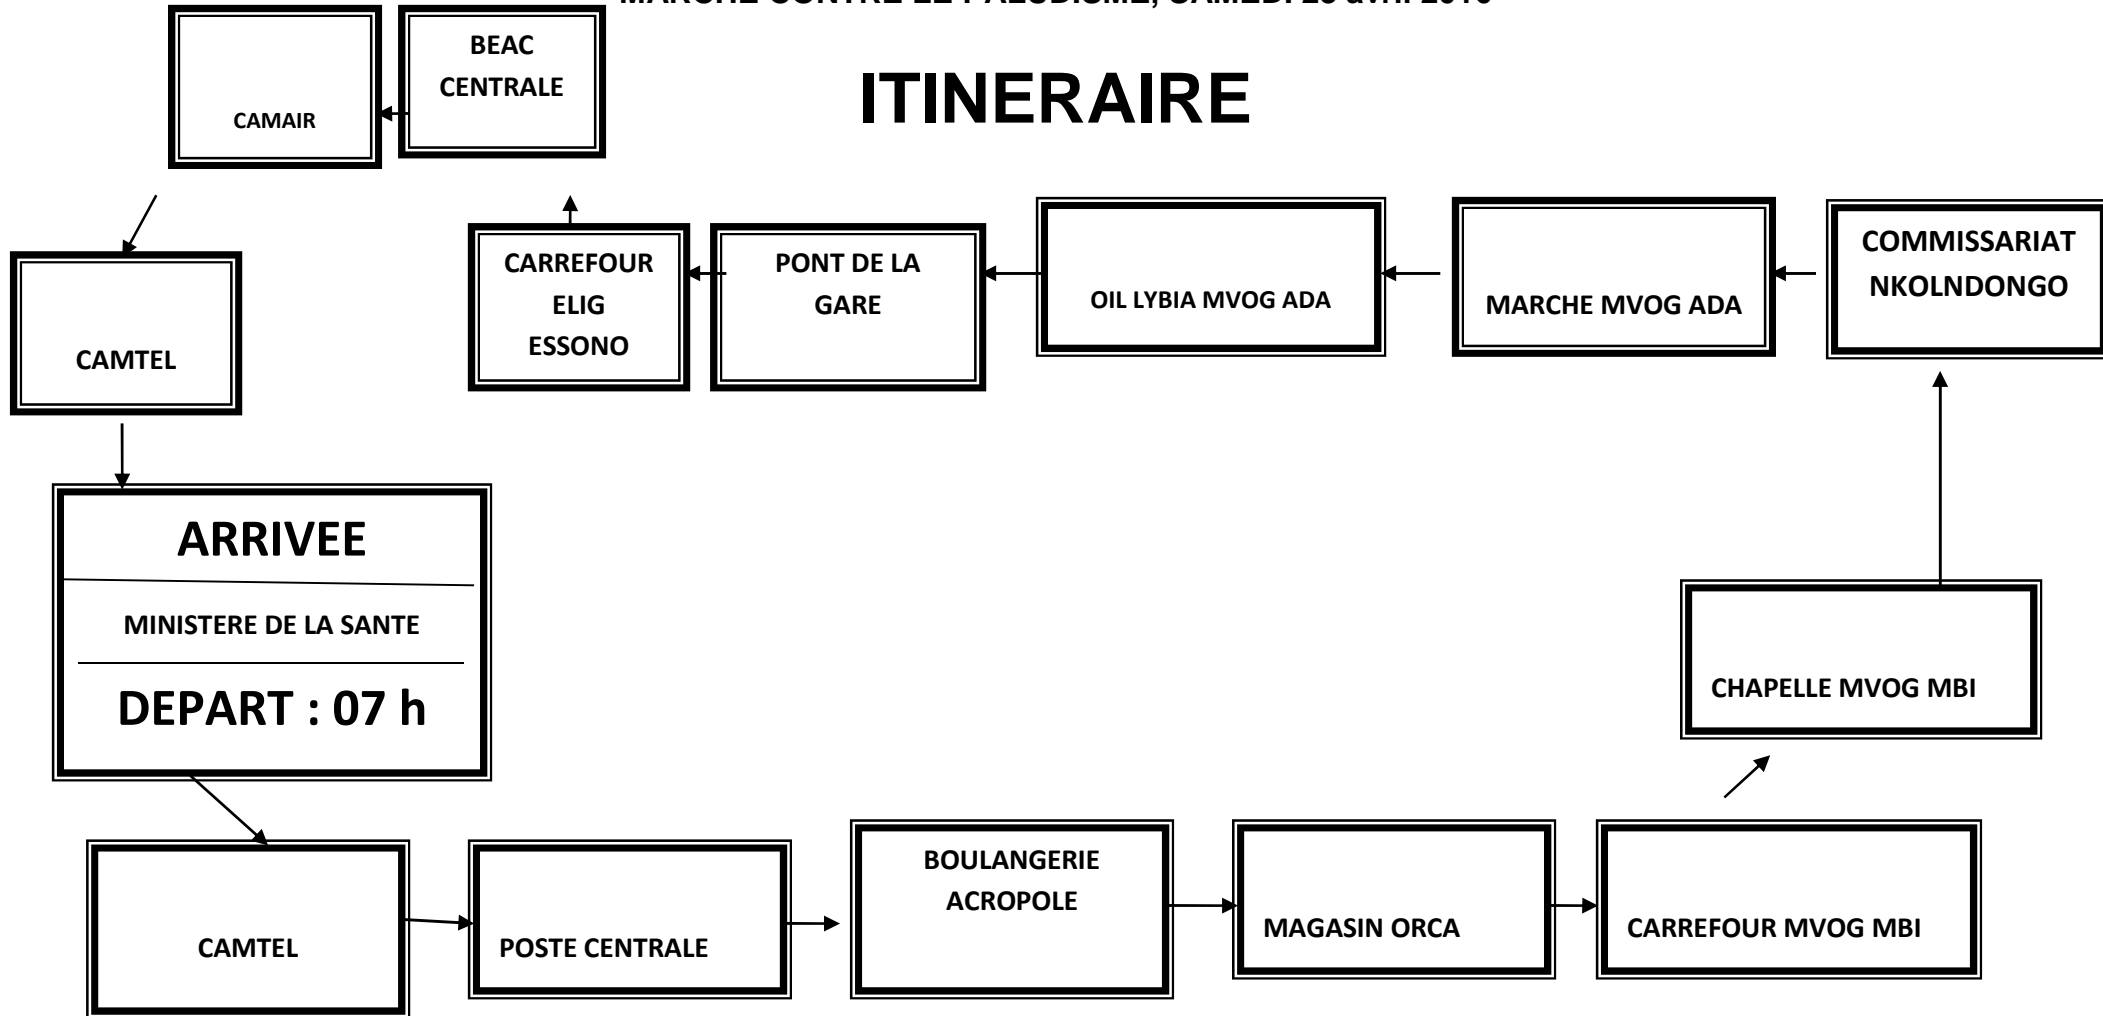 ITINERAIRE
BEAC
CENTRALE
CAMAIR
CARREFOUR
ELIG
ESSONO
PONT DE LA
GARE
OIL LYBIA MVOG ADA
MARCHE MVOG ADA
COMMISSARIAT
NKOLNDONGO
CAMTEL
ARRIVEE
MINISTERE DE LA SANTE
DEPART : 07 h
CHAPELLE MVOG MBI
CAMTEL
POSTE CENTRALE
BOULANGERIE
ACROPOLE
MAGASIN ORCA
CARREFOUR MVOG MBI